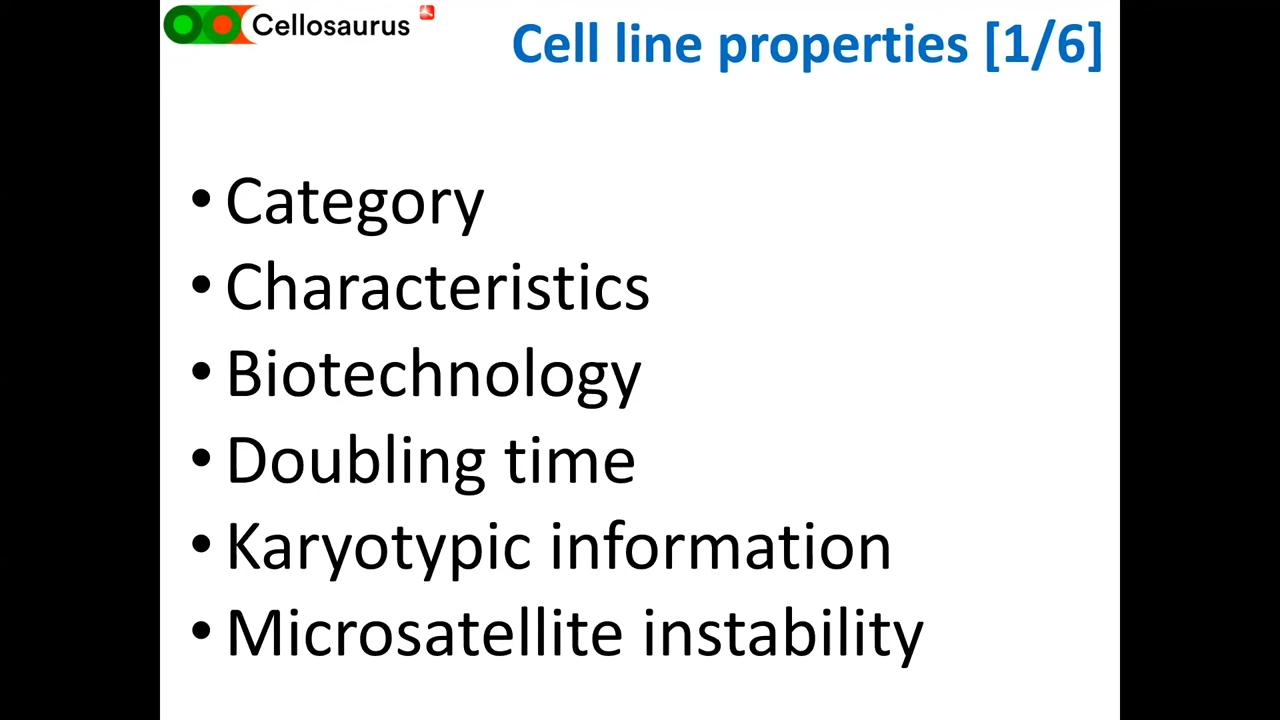 Cellosaurus
Cell line properties [1/6]
• Category
• Characteristics
• Biotechnology
• Doubling time
• Karyotypic information
• Microsatellite instability